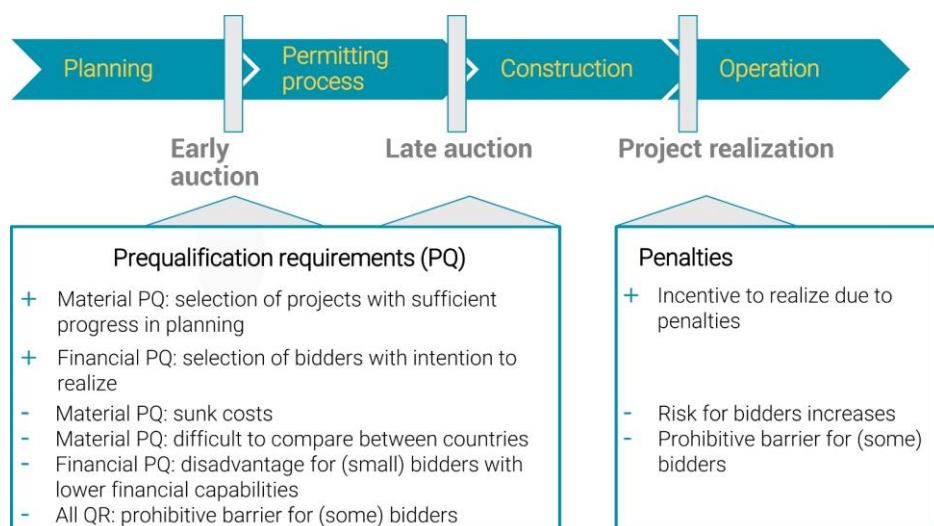 Planning
Permitting
process
Construction
Operation
Early
auction
Late auction
Project realization
Prequalification requirements (PQ)
+ Material PQ: selection of projects with sufficient
progress in planning
+ Financial PQ: selection of bidders with intention to
realize
- Material PQ: sunk costs
- Material PQ: difficult to compare between countries
- Financial PQ: disadvantage for (small) bidders with
lower financial capabilities
- All QR: prohibitive barrier for (some) bidders
Penalties
+ Incentive to realize due to
penalties
- Risk for bidders increases
- Prohibitive barrier for (some)
bidders